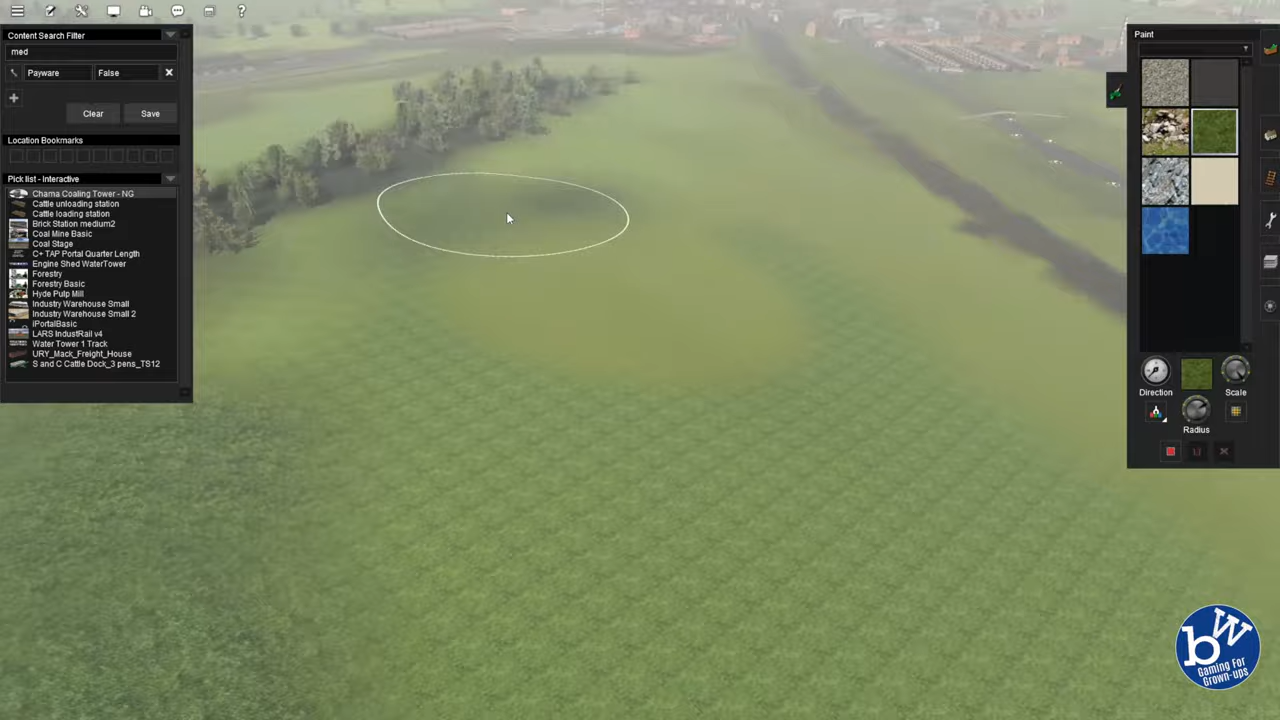 Content Search Filter
med
Payware False
Clear Save
Location Bookmarks
Pick list - Interactive
Chama Coaling Tower - NG
Cattle unloading station
Cattle loading station
Brick Station medium2
Coal Mine Basic
Coal Stage
C+ TAP Portal Quarter Length
Engine Shed WaterTower
Forestry
Forestry Basic
Hyde Pulp Mill
Industry Warehouse Small
Industry Warehouse Small 2
iPortalBasic
LARS IndustRail v4
Water Tower 1 Track
URY_Mack_Freight_House
S and C Cattle Dock_3 pens_TS12
Paint
Direction
Scale
Radius
bW
Gaming For
Grown-ups